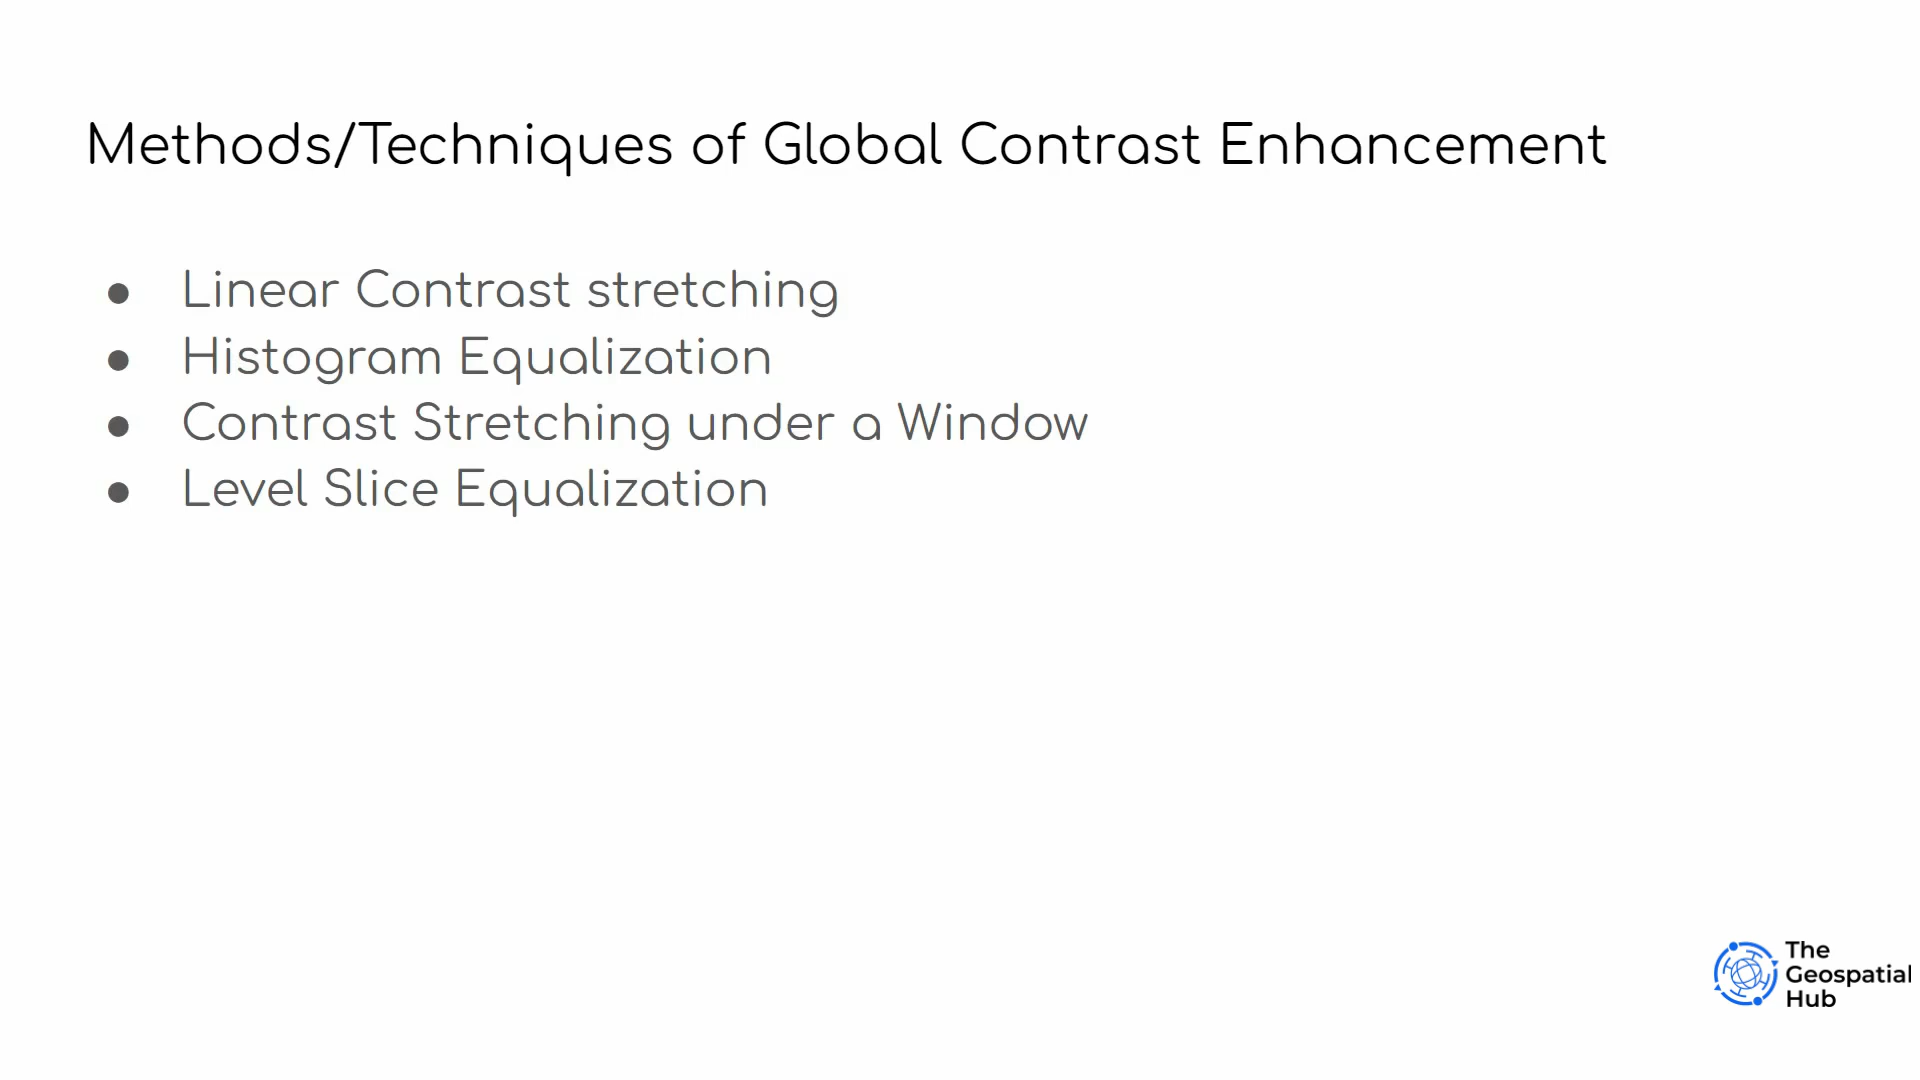 Methods/Techniques of Global Contrast Enhancement
● Linear Contrast stretching
● Histogram Equalization
● Contrast Stretching under a Window
● Level Slice Equalization
The
Geospatial
Hub